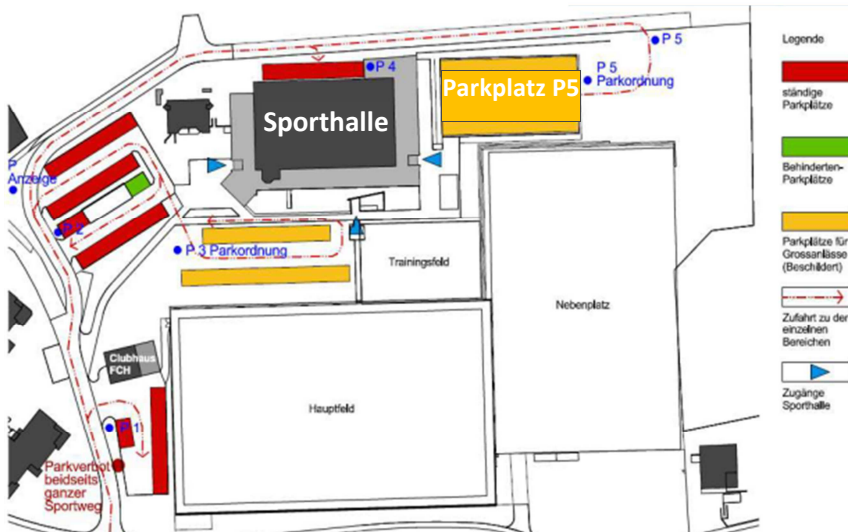 P 5
P 4
P 5
Parkordnung
Parkplatz P5
Sporthalle
P
Anzeige
P 2
P 3 Parkordnung
Trainingsfeld
Nebenplatz
Clubhaus
FCH
Hauptfeld
P 1
Parkverbot
beidseits
ganzer
Sportweg
Legende
ständige
Parkplätze
Behinderten-
Parkplätze
Parkplätze für
Grossanlässe
(Beschildert)
Zufahrt zu den
einzelnen
Bereichen
Zugänge
Sporthalle